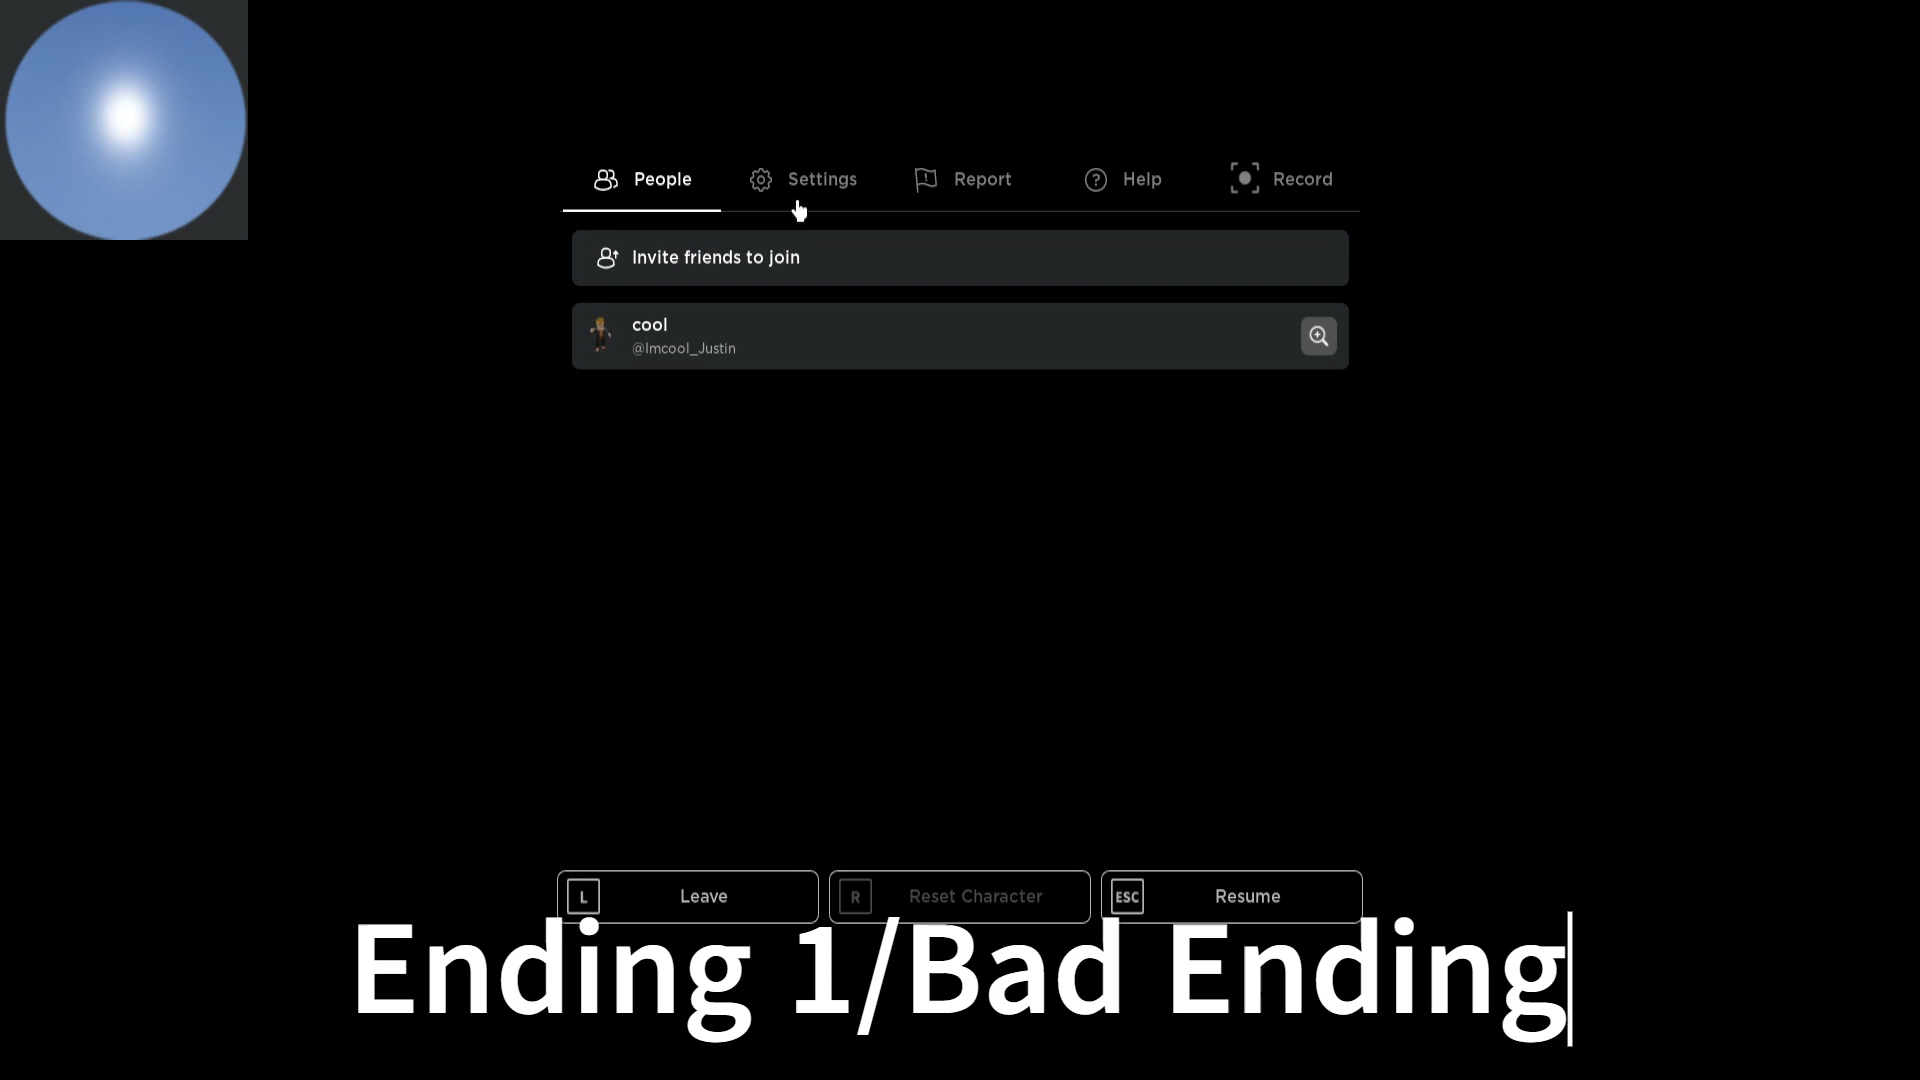 People
Settings
Report
Help
Record
Invite friends to join
cool
@Imcool_Justin
L
Leave
R
Reset Character
ESC
Resume
Ending 1/Bad Ending